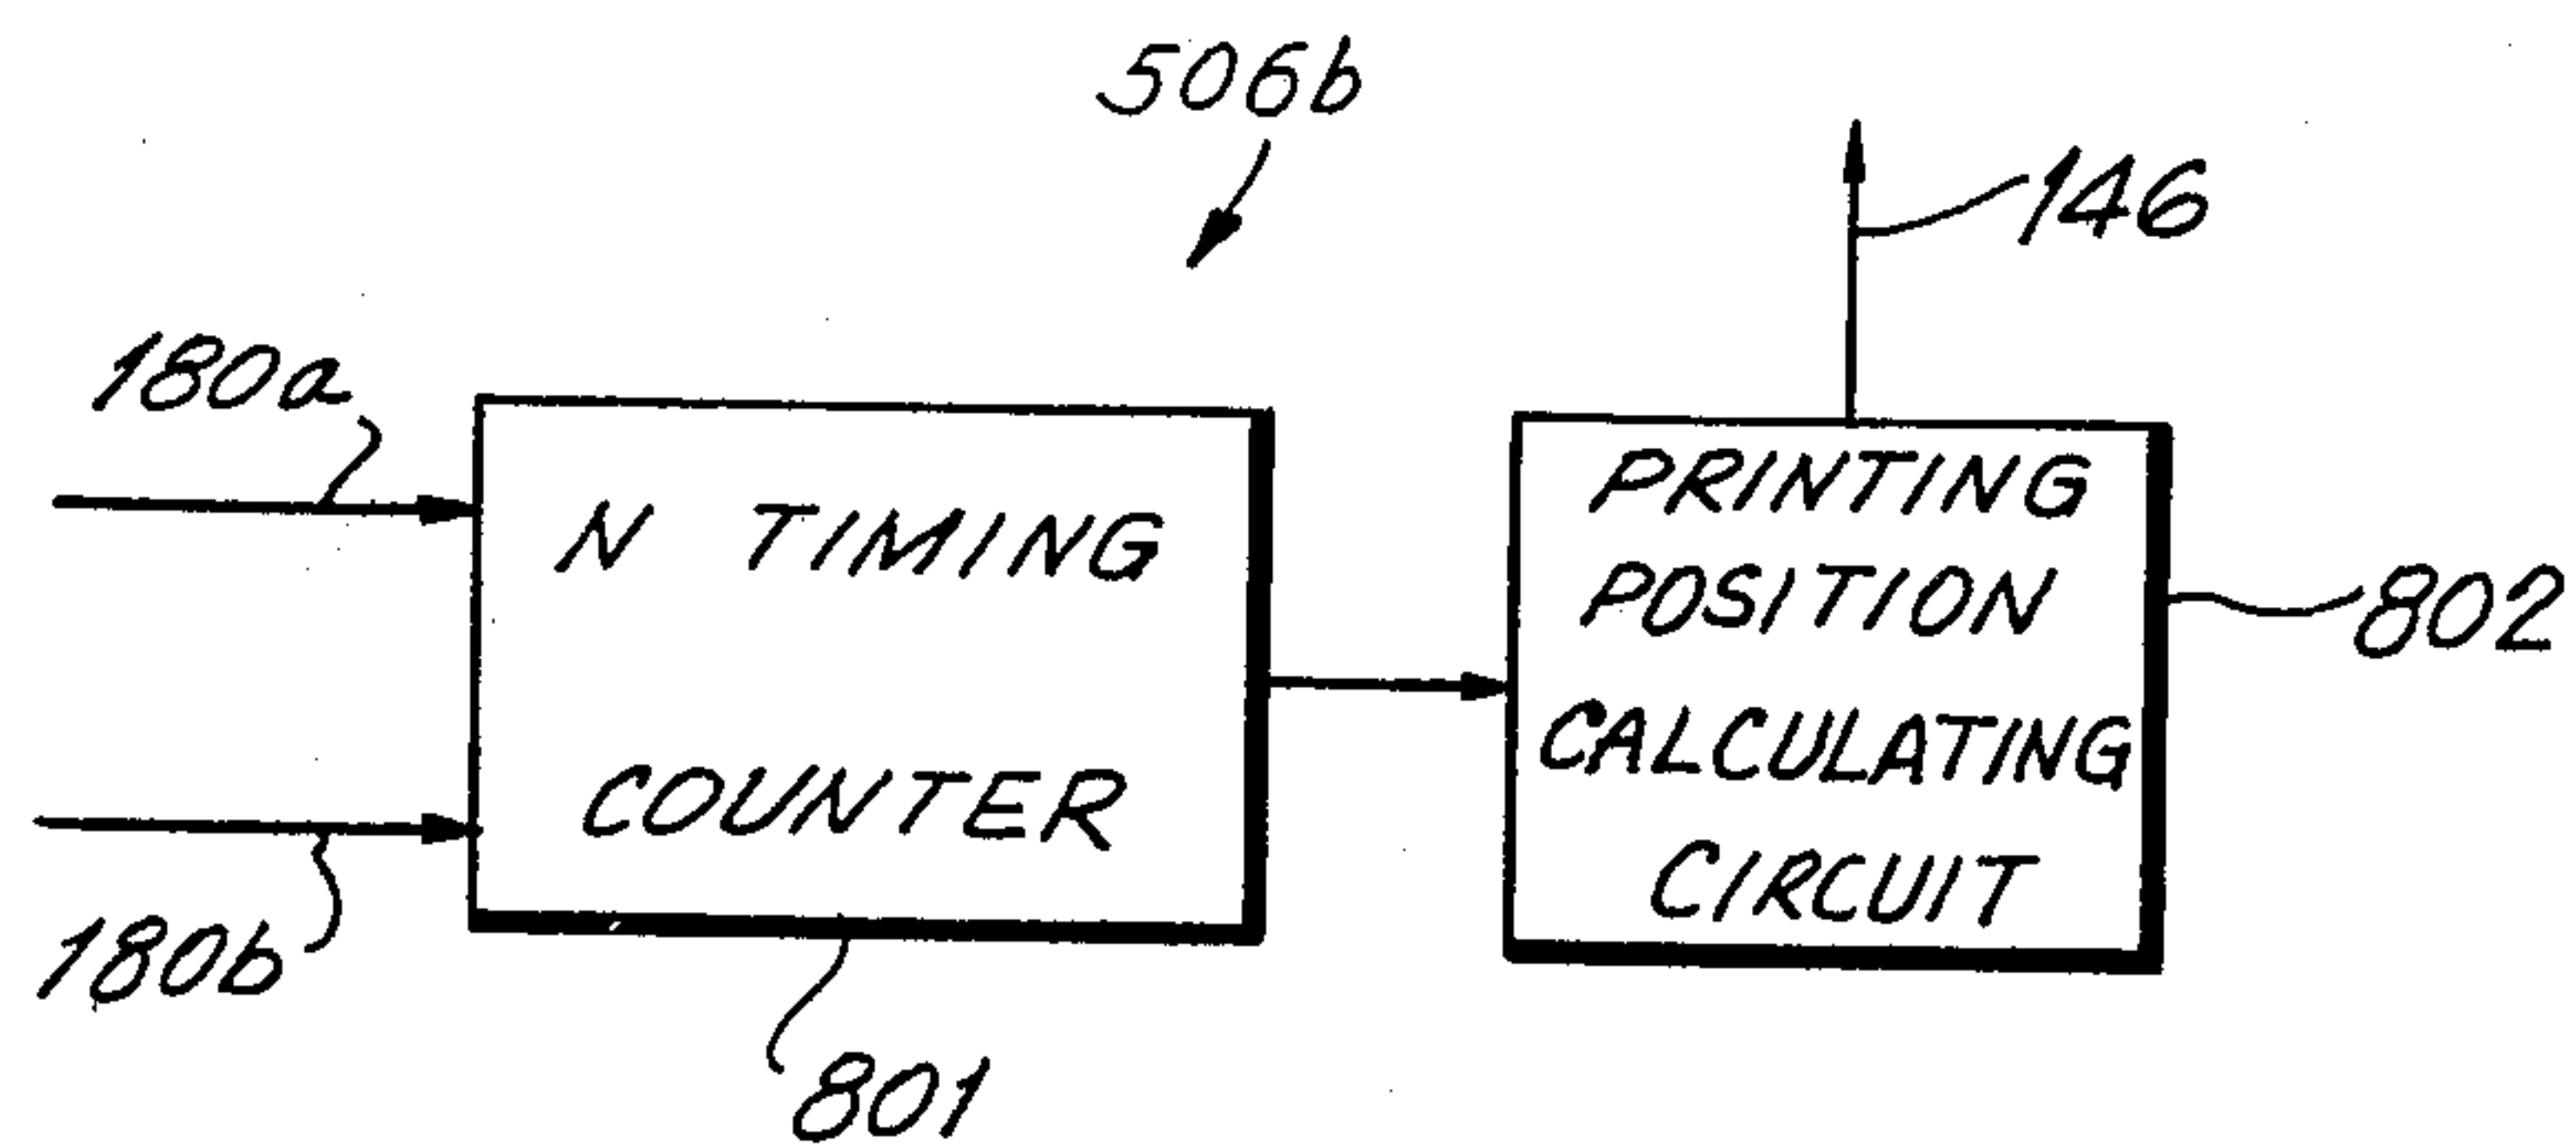 506b
146
180a
N TIMING
COUNTER
PRINTING
POSITION
CALCULATING
CIRCUIT
802
180b
801